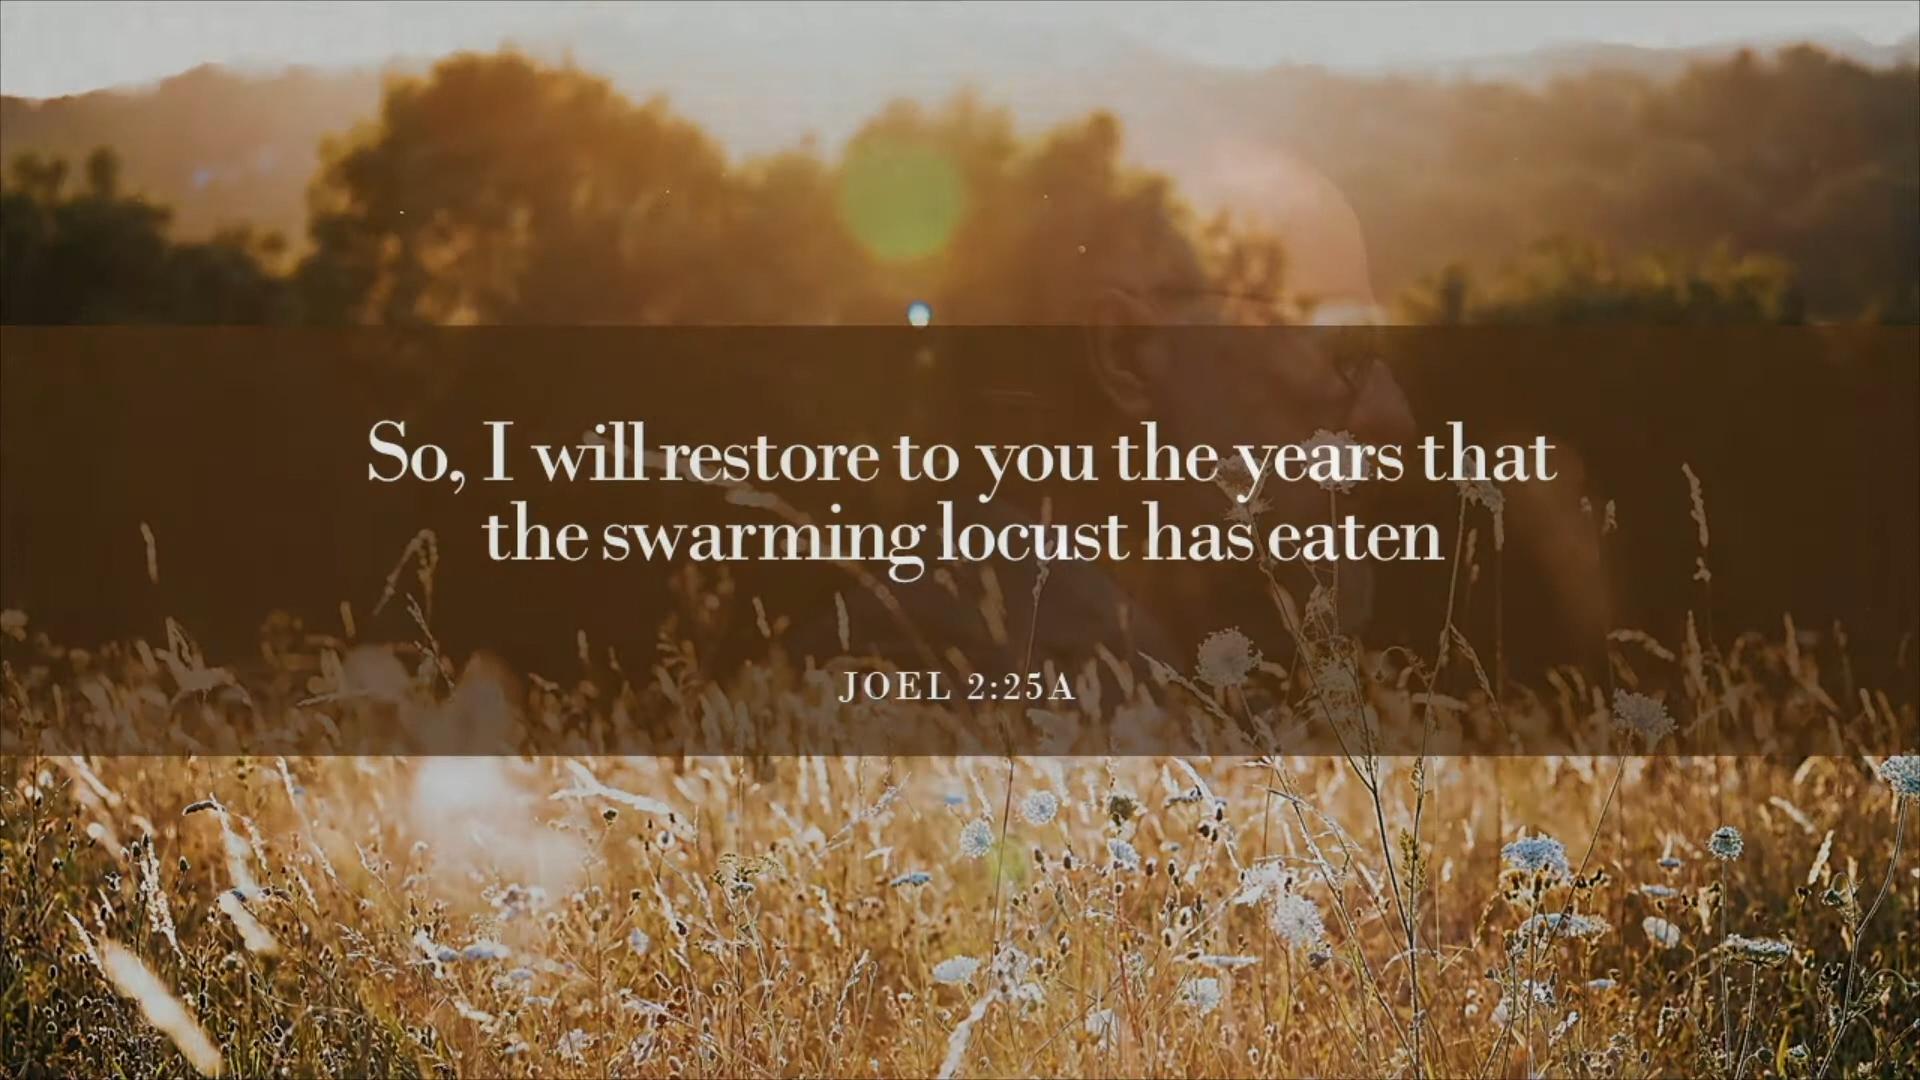 So, I will restore to you the years that
the swarming locust has eaten
JOEL 2:25A